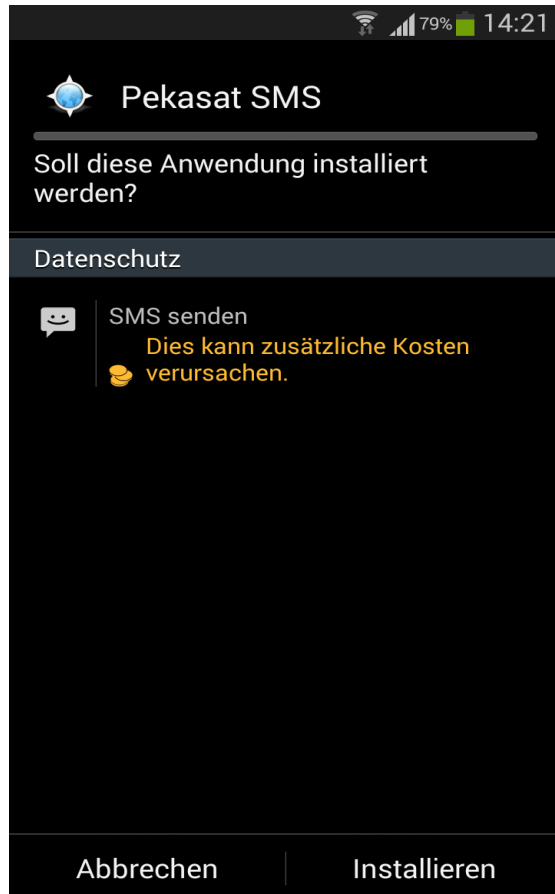 79% 14:21
Pekasat SMS
Soll diese Anwendung installiert
werden?
Datenschutz
SMS senden
Dies kann zusätzliche Kosten
verursachen.
Abbrechen Installieren